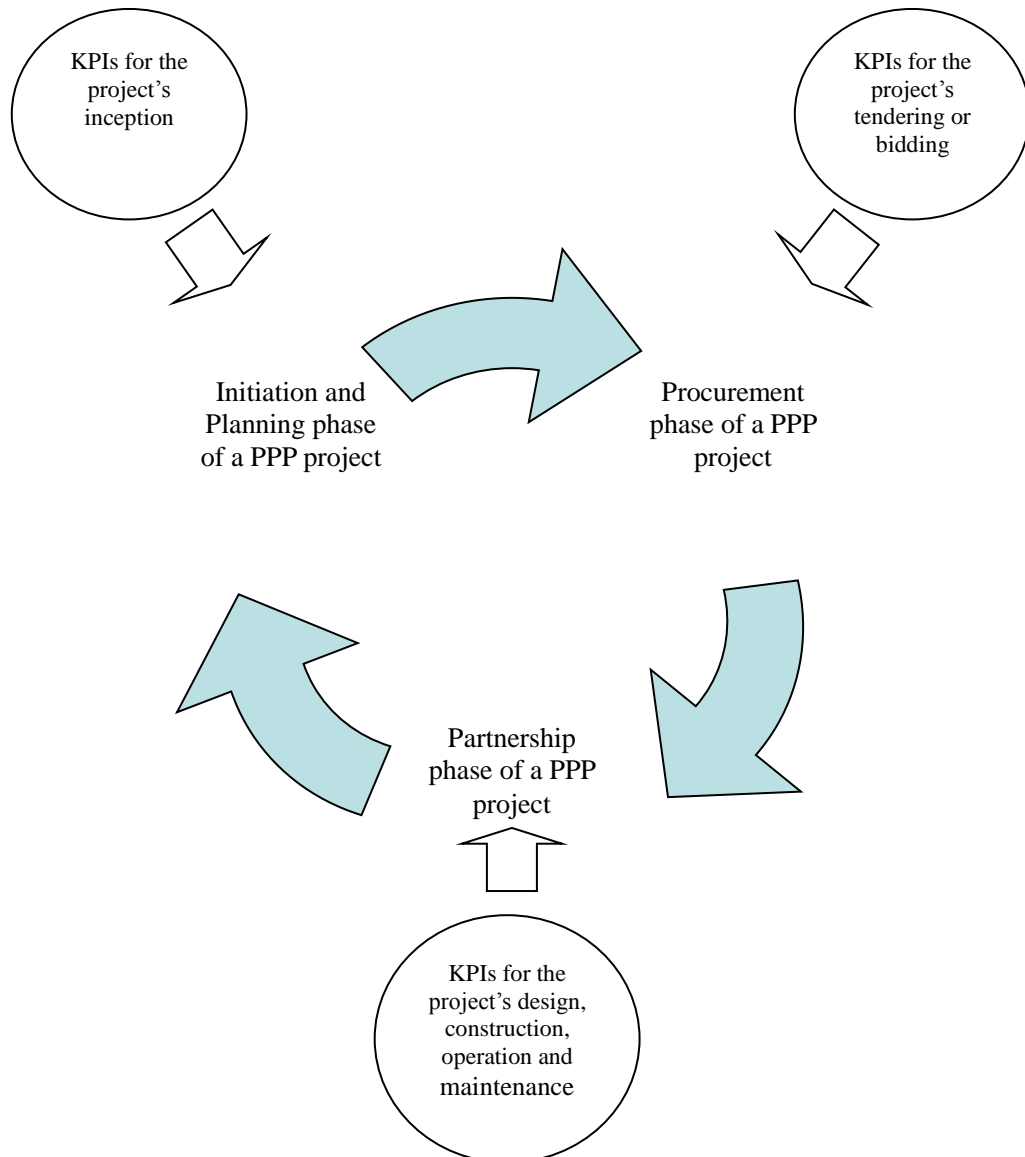 KPIs for the
project’s
inception
KPIs for the
project’s
tendering or
bidding
Initiation and
Planning phase
of a PPP project
Procurement
phase of a PPP
project
Partnership
phase of a PPP
project
KPIs for the
project’s design,
construction,
operation and
maintenance